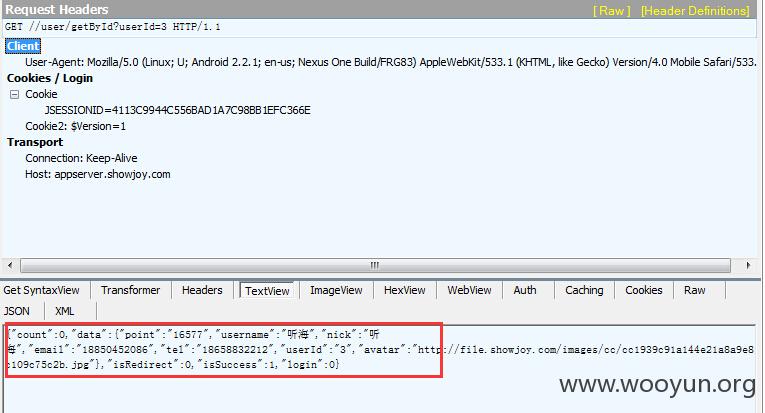 Request Headers [ Raw ] [Header Definitions]
GET //user/getById?userId=3 HTTP/1.1
Client
User-Agent: Mozilla/5.0 (Linux; U; Android 2.2.1; en-us; Nexus One Build/FRG83) AppleWebKit/533.1 (KHTML, like Gecko) Version/4.0 Mobile Safari/533.
Cookies / Login
Cookie
JSESSIONID=4113C9944C556BAD1A7C98BB1EFC366E
Cookie2: $Version=1
Transport
Connection: Keep-Alive
Host: appserver.showjoy.com
Get SyntaxView Transformer Headers TextView ImageView HexView WebView Auth Caching Cookies Raw
JSON XML
{"count":0,"data":{"point":"16577","username":"听海","nick":"听
海","email":"18850452086","tel":"18658832212","userId":"3","avatar":"http://file.showjoy.com/images/cc/cc1939c91a144e21a8a9e8
c109c75c2b.jpg"},"isRedirect":0,"isSuccess":1,"login":0}
www.wooyun.org